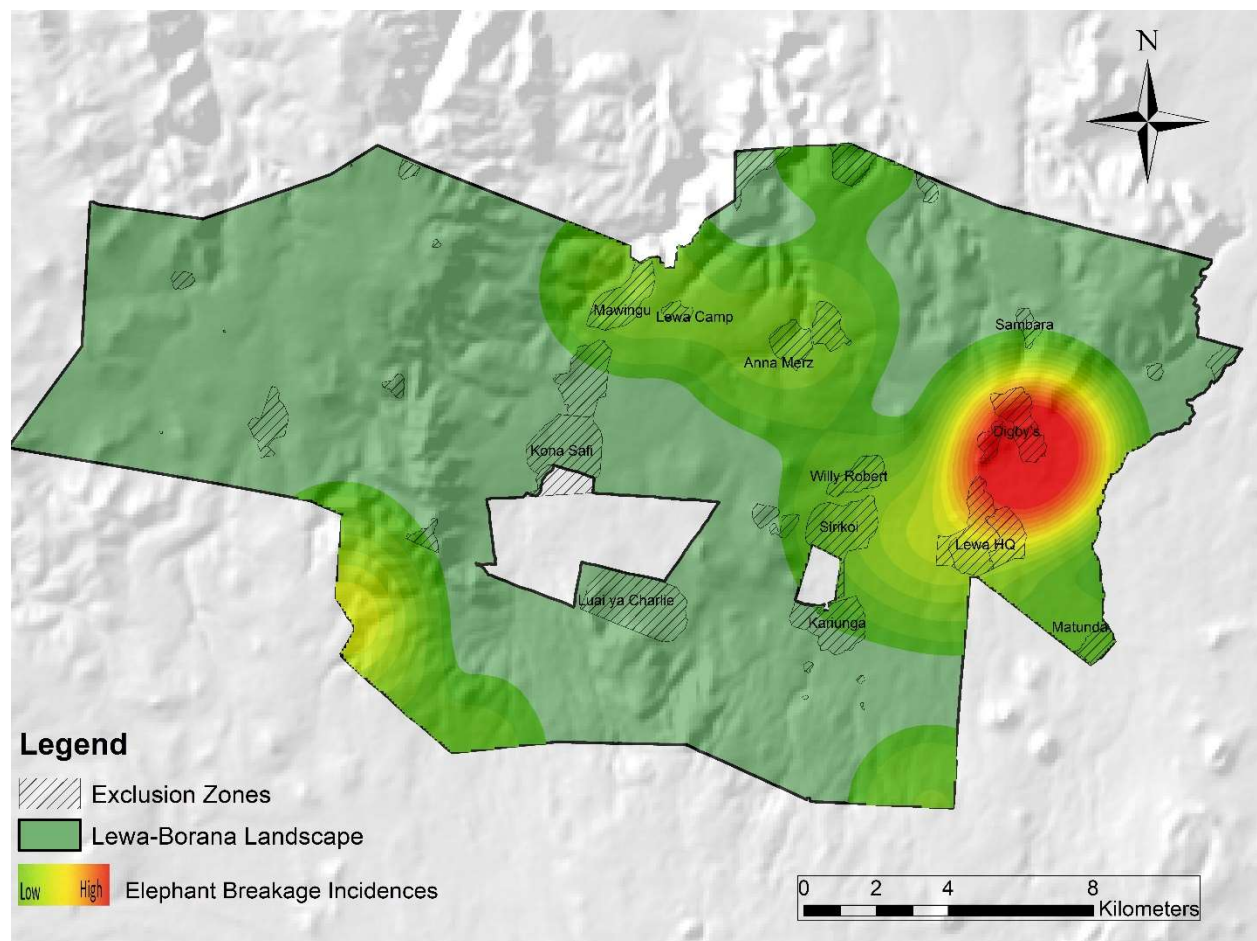 N
Sambara
Mawingu
Lewa Camp
Anna Merz
Digby's
Kona Safi
Willy Robert
Sirikoi
Lewa HQ
Luai ya Charlie
Kariunga
Matunda
Legend
Exclusion Zones
Lewa-Borana Landscape
Low High Elephant Breakage Incidences
0 2 4 8
Kilometers